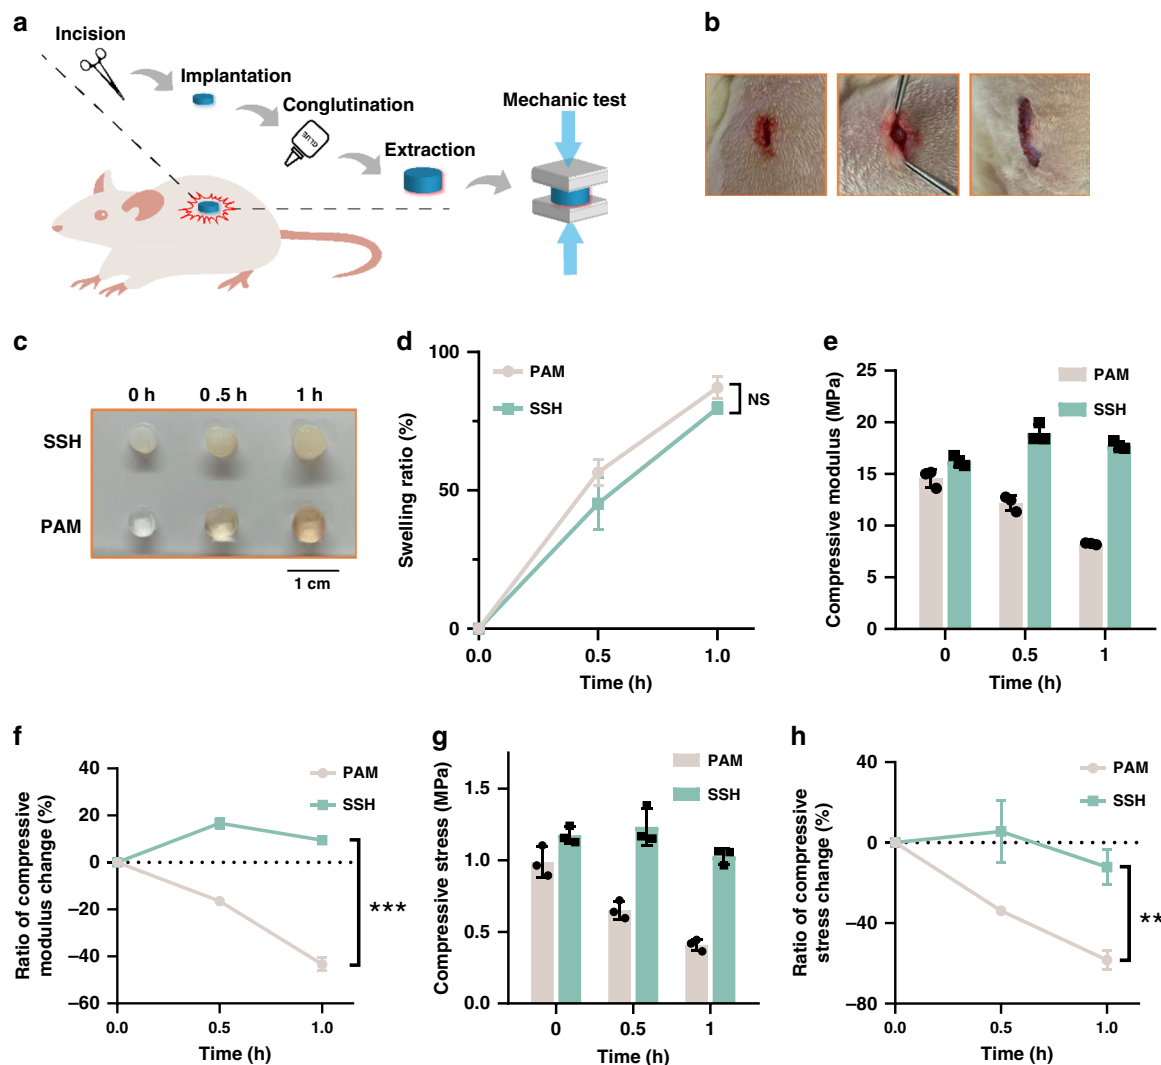 a
Incision
Implantation
Conglutination
GLUE
Extraction
Mechanic test
b
c
0 h
0 .5 h
1 h
SSH
PAM
1 cm
d
100
50
0
0.0
0.5
1.0
Swelling ratio (%)
Time (h)
PAM
SSH
NS
e
25
20
15
10
5
0
0
0.5
1
Compressive modulus (MPa)
Time (h)
PAM
SSH
f
40
20
0
−20
−40
−60
0.0
0.5
1.0
Ratio of compressive
modulus change (%)
Time (h)
PAM
SSH
***
g
1.5
1.0
0.5
0.0
0
0.5
1
Compressive stress (MPa)
Time (h)
PAM
SSH
h
40
0
−40
−80
0.0
0.5
1.0
Ratio of compressive
stress change (%)
Time (h)
PAM
SSH
**